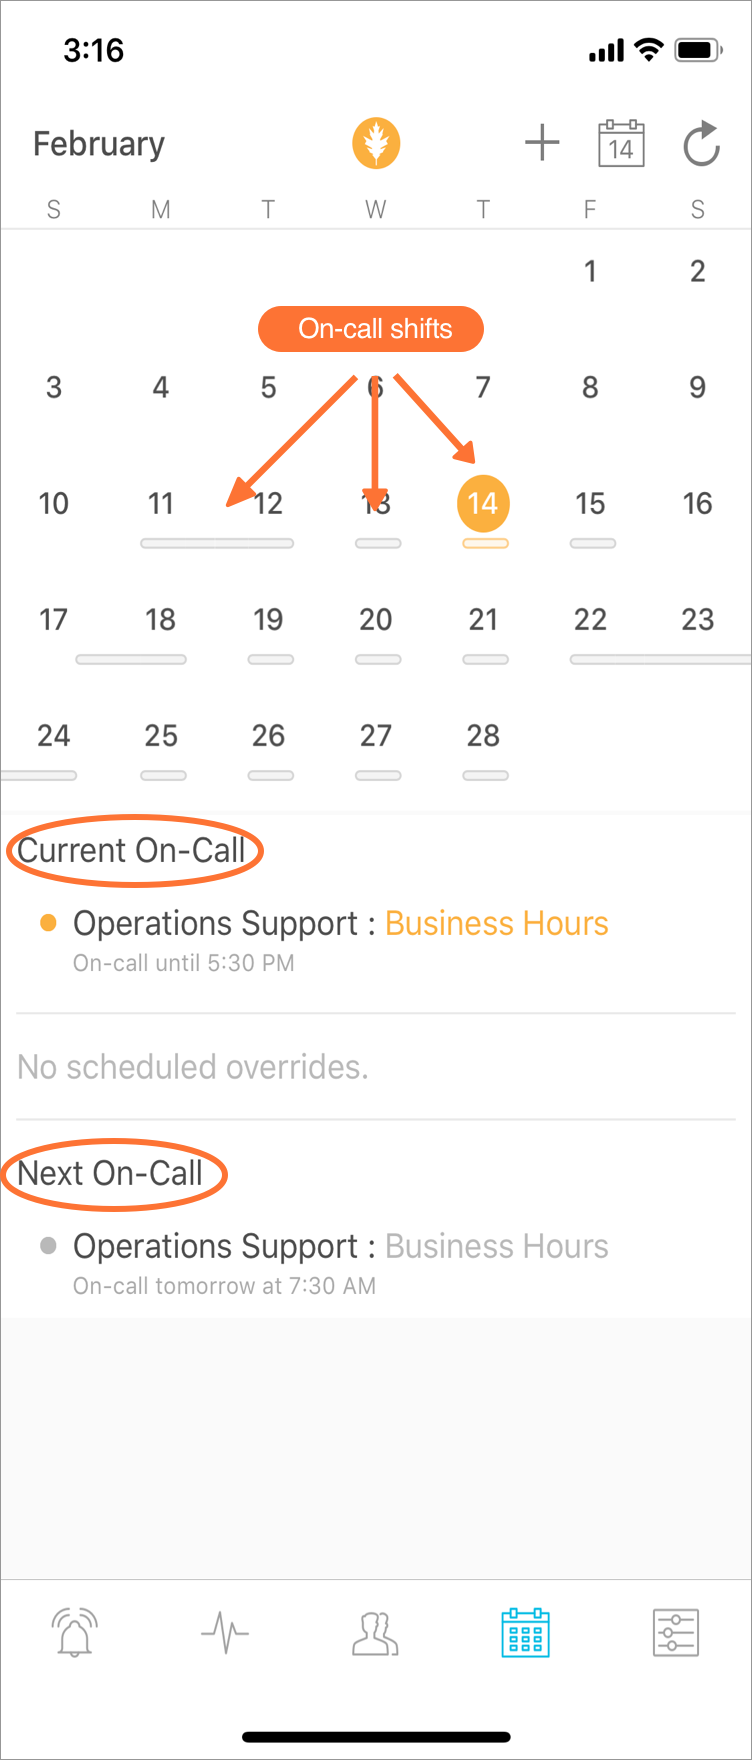 3:16
February 14
S M T W T F S
1 2
On-call shifts
3 4 5 6 7 8 9
10 11 12 13 14 15 16
17 18 19 20 21 22 23
24 25 26 27 28
Current On-Call
Operations Support : Business Hours
On-call until 5:30 PM
No scheduled overrides.
Next On-Call
Operations Support : Business Hours
On-call tomorrow at 7:30 AM